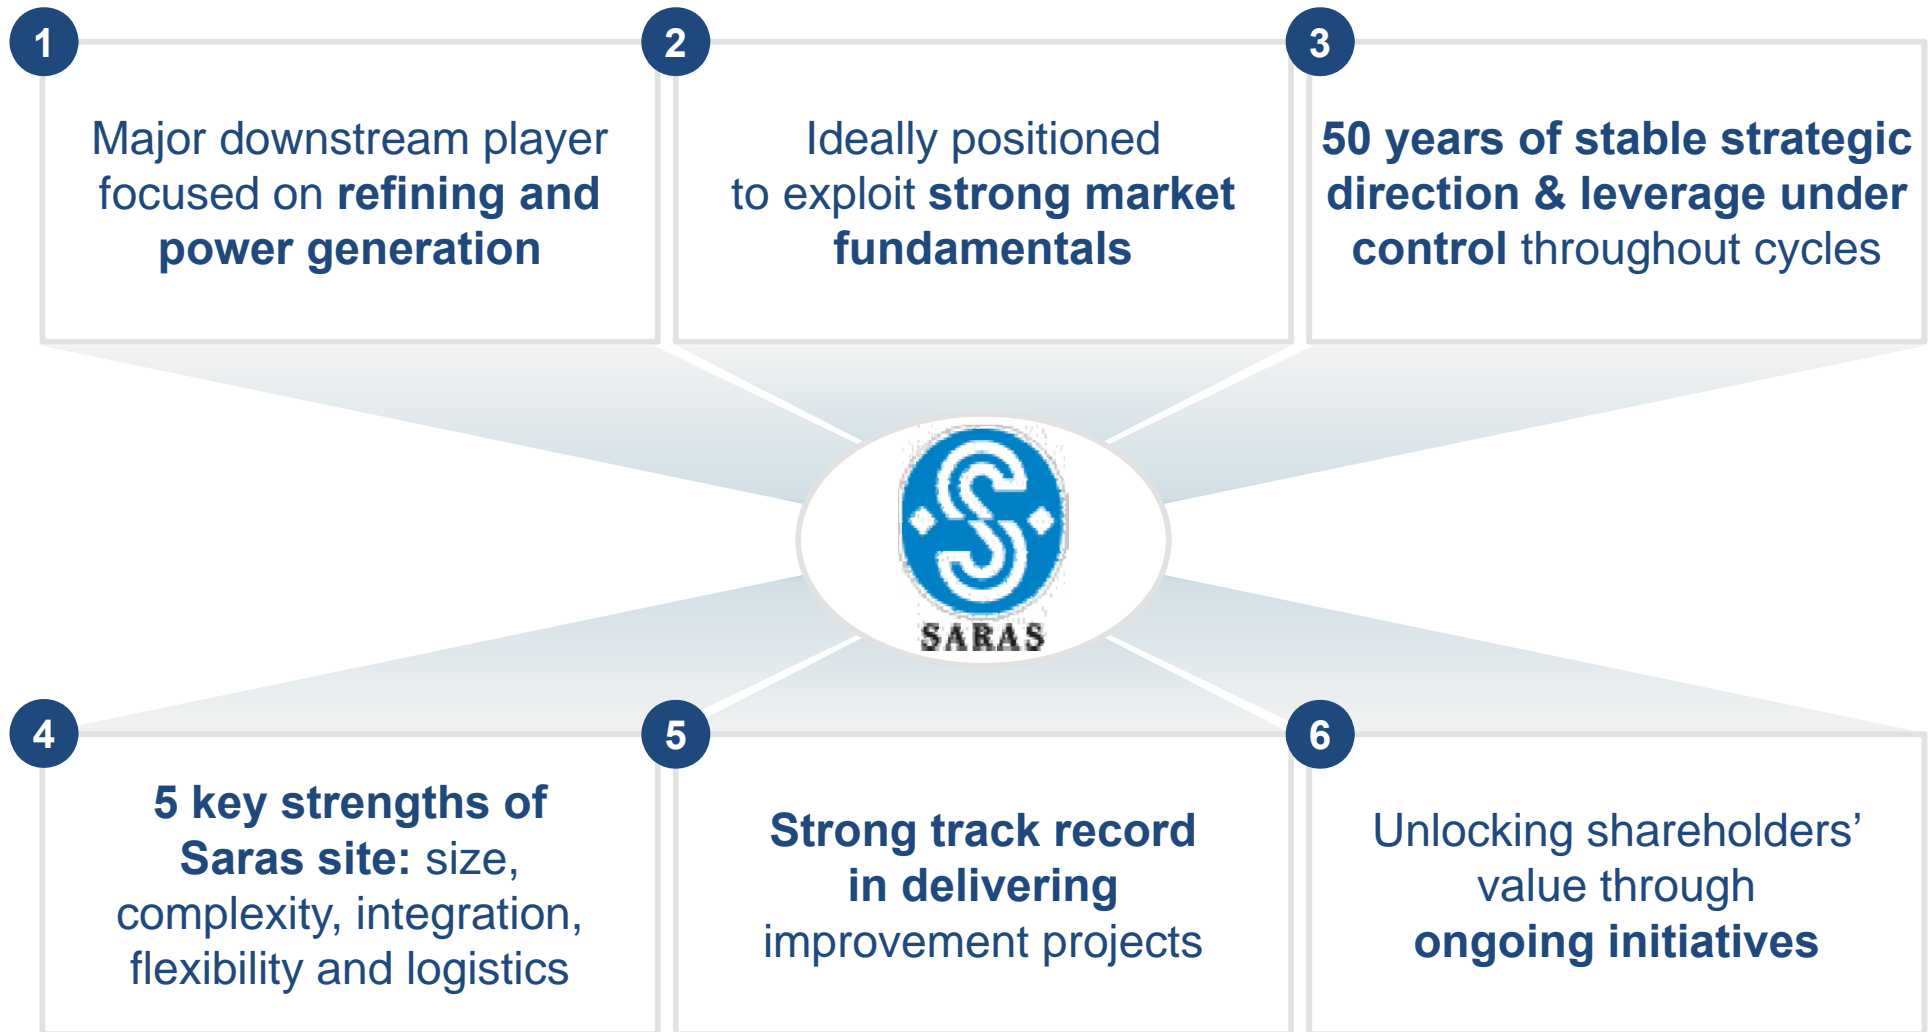 1
Major downstream player
focused on refining and
power generation
2
Ideally positioned
to exploit strong market
fundamentals
3
50 years of stable strategic
direction & leverage under
control throughout cycles
SARAS
4
5 key strengths of
Saras site: size,
complexity, integration,
flexibility and logistics
5
Strong track record
in delivering
improvement projects
6
Unlocking shareholders’
value through
ongoing initiatives